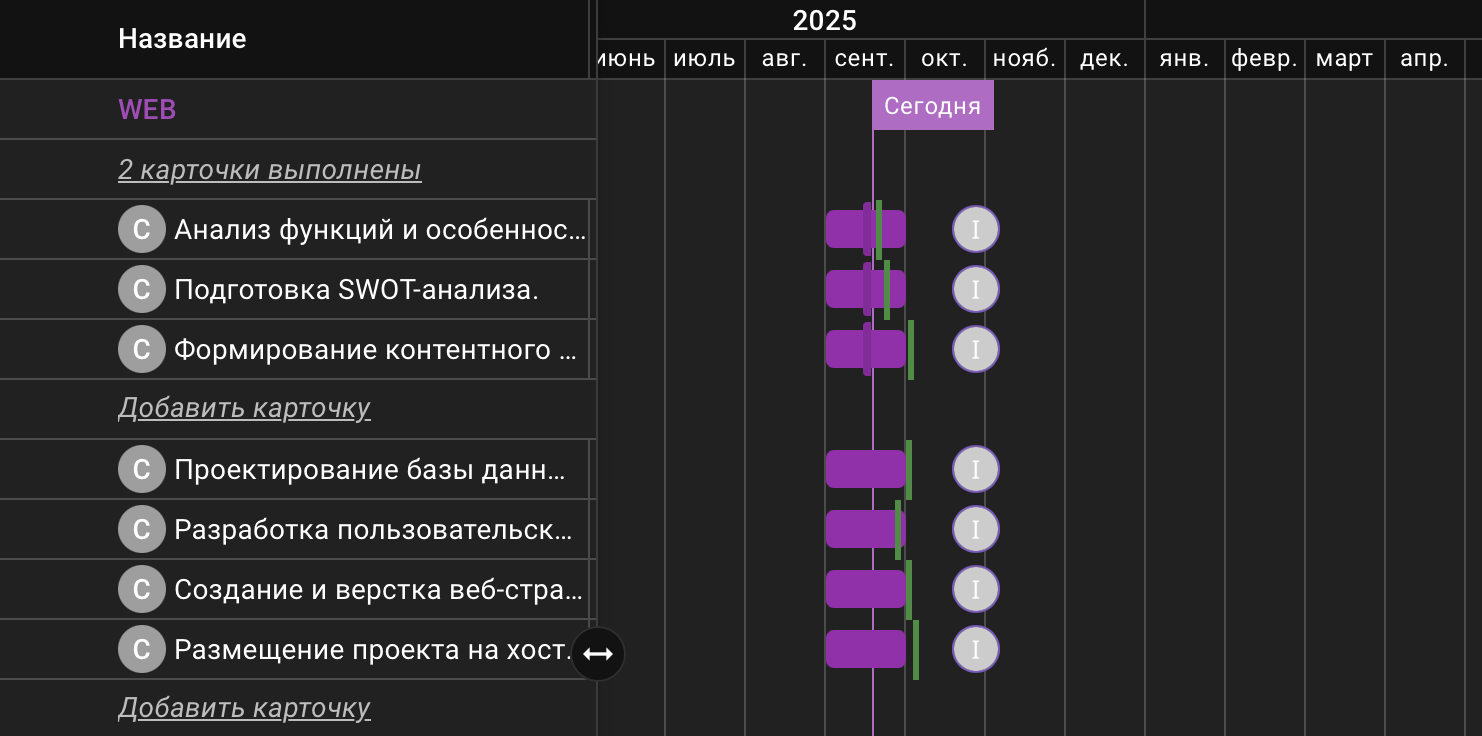 Название
2025
июнь июль авг. сент. окт. нояб. дек. янв. февр. март апр.
WEB
Сегодня
2 карточки выполнены
С Анализ функций и особеннос... I
С Подготовка SWOT-анализа. I
С Формирование контентного ... I
Добавить карточку
С Проектирование базы данн... I
С Разработка пользовательск... I
С Создание и верстка веб-стра... I
С Размещение проекта на хост. I
Добавить карточку